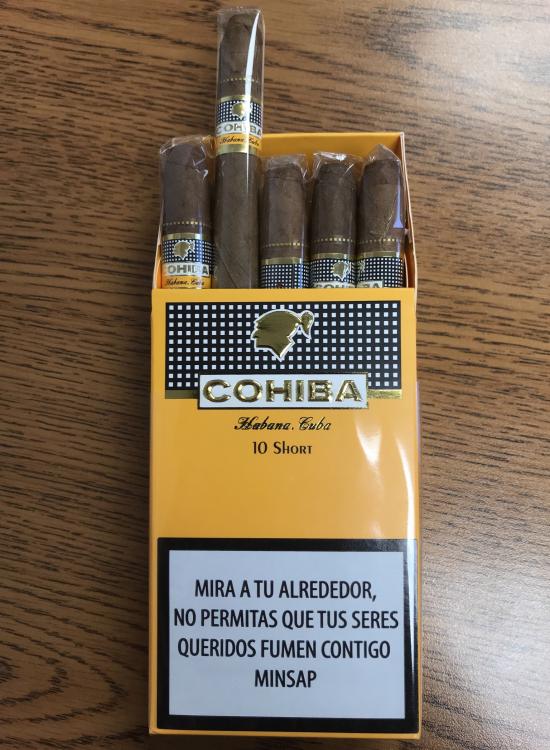 COHIBA
Habana, Cuba
COHIBA
Habana, Cuba
COHIBA
COHIBA
Habana, Cuba
10 SHORT
MIRA A TU ALREDEDOR,
NO PERMITAS QUE TUS SERES
QUERIDOS FUMEN CONTIGO
MINSAP